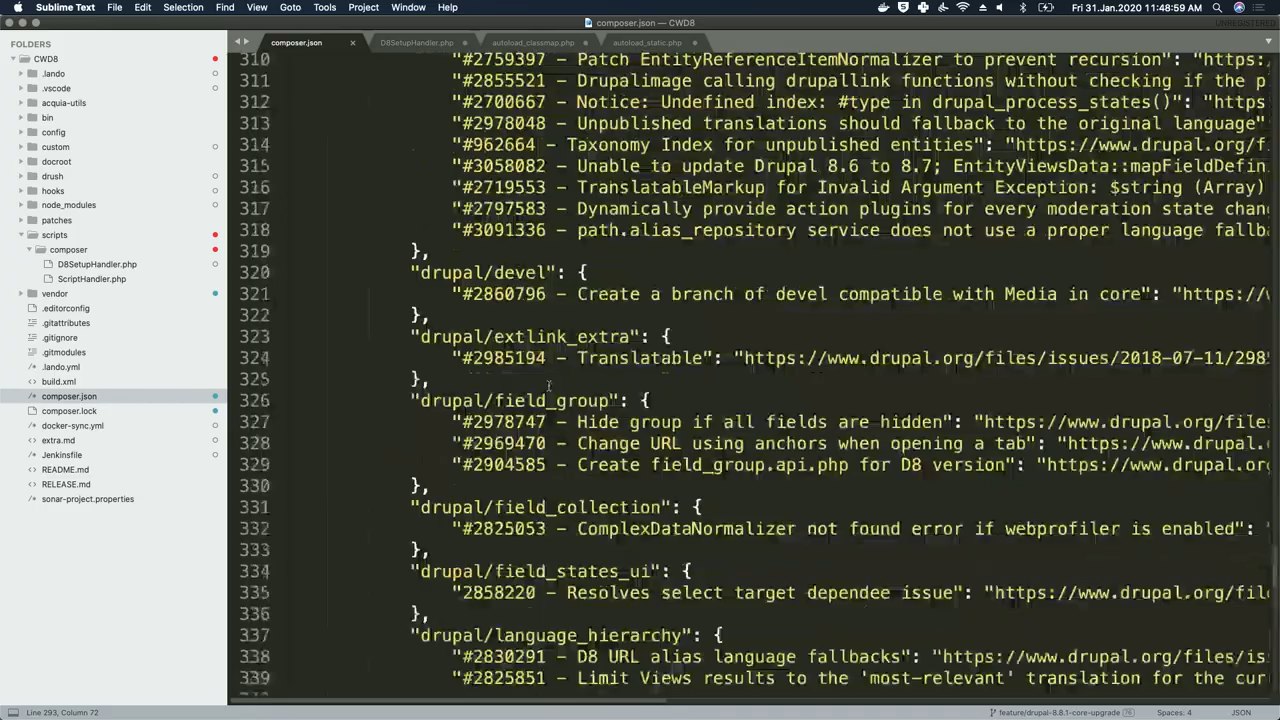 Sublime Text File Edit Selection Find View Goto Tools Project Window Help
Fri 31.Jan.2020 11:48:59 AM
composer.json — CWD8
UNREGISTERED
FOLDERS
CWD8
.lando
.vscode
acquia-utils
bin
config
custom
docroot
drush
hooks
node_modules
patches
scripts
composer
D8SetupHandler.php
ScriptHandler.php
vendor
.editorconfig
.gitattributes
.gitignore
.gitmodules
.lando.yml
build.xml
composer.json
composer.lock
docker-sync.yml
extra.md
Jenkinsfile
README.md
RELEASE.md
sonar-project.properties
composer.json D8SetupHandler.php autoload_classmap.php autoload_static.php
310 "#2759397 - Patch EntityReferenceItemNormalizer to prevent recursion": "https:
311 "#2855521 - Drupalimage calling drupallink functions without checking if the p
312 "#2700667 - Notice: Undefined index: #type in drupal_process_states()": "https
313 "#2978048 - Unpublished translations should fallback to the original language"
314 "#962664 - Taxonomy Index for unpublished entities": "https://www.drupal.org/f
315 "#3058082 - Unable to update Drupal 8.6 to 8.7; EntityViewsData::mapFieldDefin
316 "#2719553 - TranslatableMarkup for Invalid Argument Exception: $string (Array)
317 "#2797583 - Dynamically provide action plugins for every moderation state chan
318 "#3091336 - path.alias_repository service does not use a proper language fallb
319 },
320 "drupal/devel": {
321 "#2860796 - Create a branch of devel compatible with Media in core": "https://
322 },
323 "drupal/extlink_extra": {
324 "#2985194 - Translatable": "https://www.drupal.org/files/issues/2018-07-11/298
325 },
326 "drupal/field_group": {
327 "#2978747 - Hide group if all fields are hidden": "https://www.drupal.org/file
328 "#2969470 - Change URL using anchors when opening a tab": "https://www.drupal.
329 "#2904585 - Create field_group.api.php for D8 version": "https://www.drupal.org
330 },
331 "drupal/field_collection": {
332 "#2825053 - ComplexDataNormalizer not found error if webprofiler is enabled":
333 },
334 "drupal/field_states_ui": {
335 "2858220 - Resolves select target dependee issue": "https://www.drupal.org/fil
336 },
337 "drupal/language_hierarchy": {
338 "#2830291 - D8 URL alias language fallbacks": "https://www.drupal.org/files/is
339 "#2825851 - Limit Views results to the 'most-relevant' translation for the cur
Line 293, Column 72
feature/drupal-8.8.1-core-upgrade 76 Spaces: 4 JSON